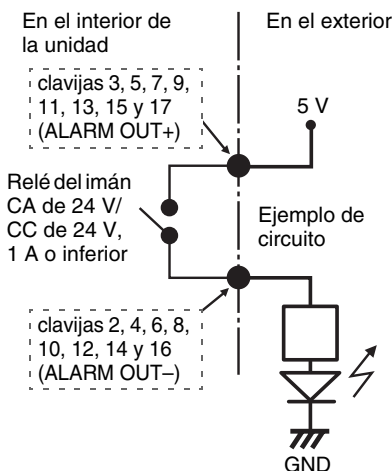 En el interior de
la unidad
En el exterior
clavijas 3, 5, 7, 9,
11, 13, 15 y 17
(ALARM OUT+)
5 V
Relé del imán
CA de 24 V/
CC de 24 V,
1 A o inferior
Ejemplo de
circuito
clavijas 2, 4, 6, 8,
10, 12, 14 y 16
(ALARM OUT–)
GND